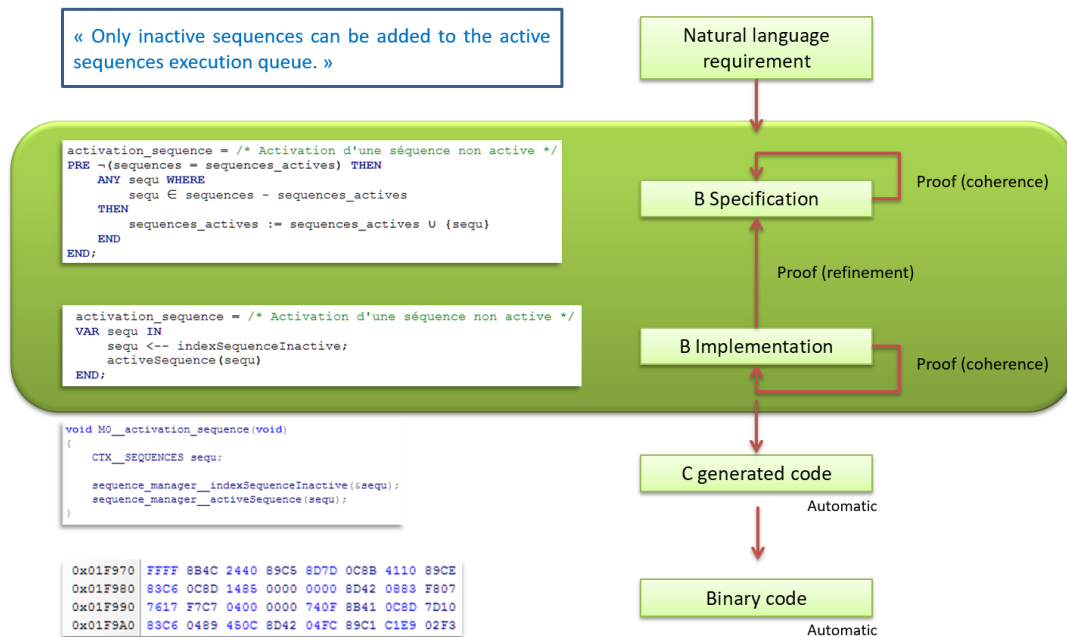 « Only inactive sequences can be added to the active
sequences execution queue. »
Natural language
requirement
activation_sequence = /* Activation d'une séquence non active */
PRE ¬(sequences = sequences_actives) THEN
ANY sequ WHERE
sequ ∈ sequences - sequences_actives
THEN
sequences_actives := sequences_actives ∪ {sequ}
END
END;
B Specification
Proof (coherence)
Proof (refinement)
activation_sequence = /* Activation d'une séquence non active */
VAR sequ IN
sequ <-- indexSequenceInactive;
activeSequence(sequ)
END;
B Implementation
Proof (coherence)
void M0__activation_sequence(void)
{
CTX__SEQUENCES sequ;
sequence_manager__indexSequenceInactive(&sequ);
sequence_manager__activeSequence(sequ);
}
C generated code
Automatic
0x01F970 FFFF 8B4C 2440 89C5 8D7D 0C8B 4110 89CE
0x01F980 83C6 0C8D 1485 0000 0000 8D42 0883 F807
0x01F990 7617 F7C7 0400 0000 740F 8B41 0C8D 7D10
0x01F9A0 83C6 0489 450C 8D42 04FC 89C1 C1E9 02F3
Binary code
Automatic